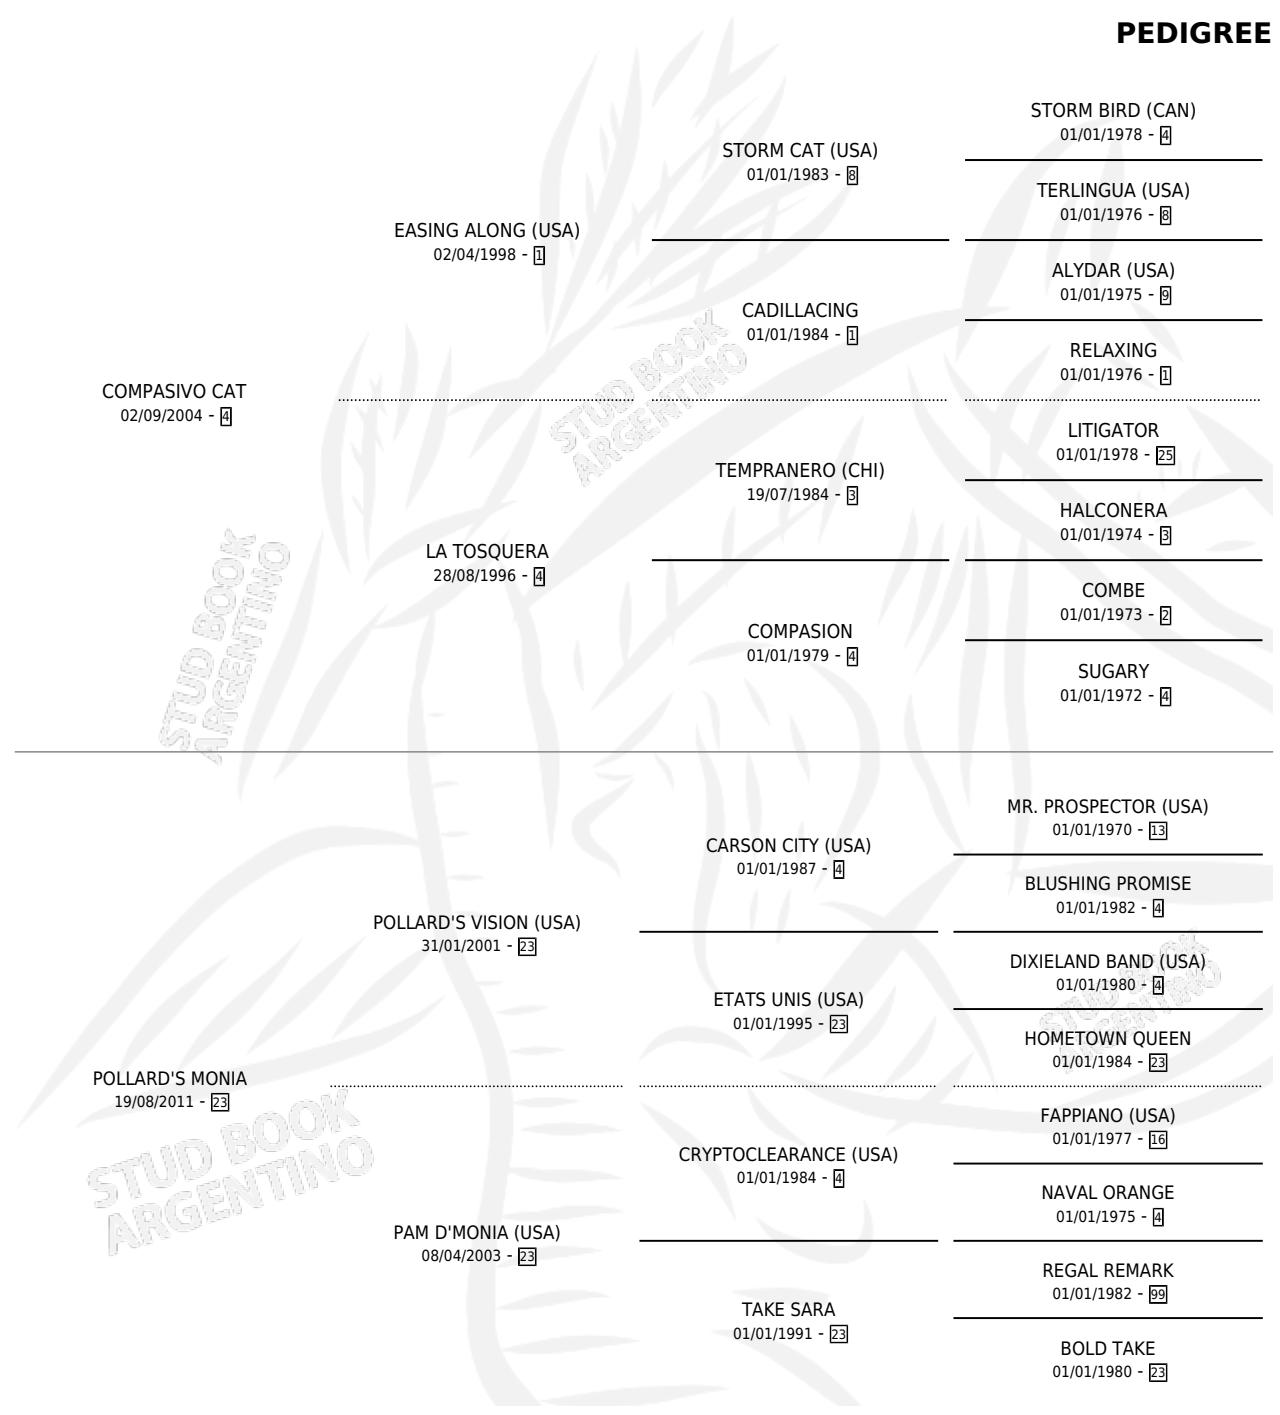 PEDIGREE
STORM BIRD (CAN)
01/01/1978 - 4
STORM CAT (USA)
01/01/1983 - 8
TERLINGUA (USA)
01/01/1976 - 8
EASING ALONG (USA)
02/04/1998 - 1
ALYDAR (USA)
01/01/1975 - 9
CADILLACING
01/01/1984 - 1
RELAXING
01/01/1976 - 1
COMPASIVO CAT
02/09/2004 - 4
LITIGATOR
01/01/1978 - 25
TEMPRANERO (CHI)
19/07/1984 - 3
HALCONERA
01/01/1974 - 3
LA TOSQUERA
28/08/1996 - 4
COMBE
01/01/1973 - 2
COMPASION
01/01/1979 - 4
SUGARY
01/01/1972 - 4
MR. PROSPECTOR (USA)
01/01/1970 - 13
CARSON CITY (USA)
01/01/1987 - 4
BLUSHING PROMISE
01/01/1982 - 4
POLLARD'S VISION (USA)
31/01/2001 - 23
DIXIELAND BAND (USA)
01/01/1980 - 4
ETATS UNIS (USA)
01/01/1995 - 23
HOMETOWN QUEEN
01/01/1984 - 23
POLLARD'S MONIA
19/08/2011 - 23
FAPPIANO (USA)
01/01/1977 - 16
CRYPTOCLEARANCE (USA)
01/01/1984 - 4
NAVAL ORANGE
01/01/1975 - 4
PAM D'MONIA (USA)
08/04/2003 - 23
REGAL REMARK
01/01/1982 - 99
TAKE SARA
01/01/1991 - 23
BOLD TAKE
01/01/1980 - 23
STUD BOOK
ARGENTINO
STUD BOOK
ARGENTINO
STUD BOOK
ARGENTINO
STUD BOOK
ARGENTINO